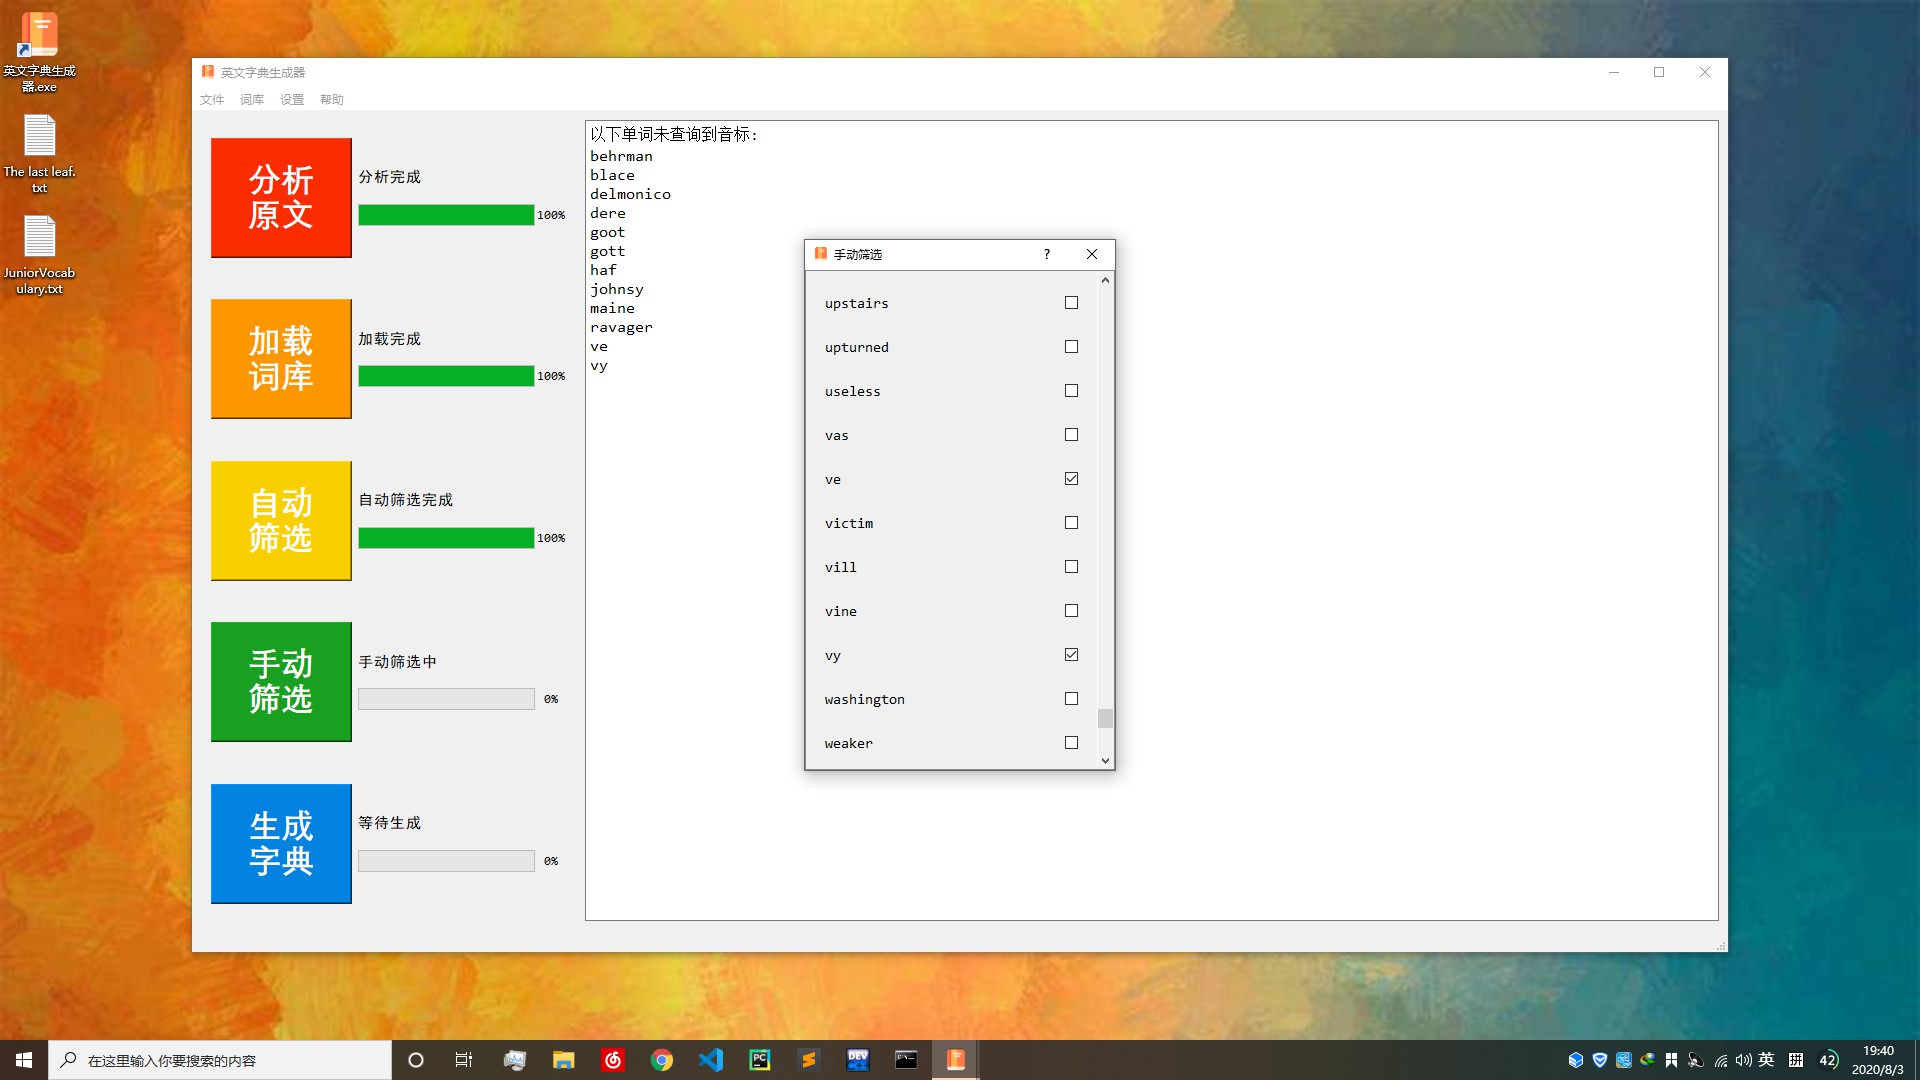 英文字典生成
器.exe
The last leaf.
txt
JuniorVocab
ulary.txt
英文字典生成器
文件 词库 设置 帮助
分析
原文
分析完成
100%
加载
词库
加载完成
100%
自动
筛选
自动筛选完成
100%
手动
筛选
手动筛选中
0%
生成
字典
等待生成
0%
以下单词未查询到音标:
behrman
blace
delmonico
dere
goot
gott
haf
johnsy
maine
ravager
ve
vy
手动筛选
?
upstairs
upturned
useless
vas
ve
victim
vill
vine
vy
washington
weaker
在这里输入你要搜索的内容
PC
DEV
英
拼
42
19:40
2020/8/3